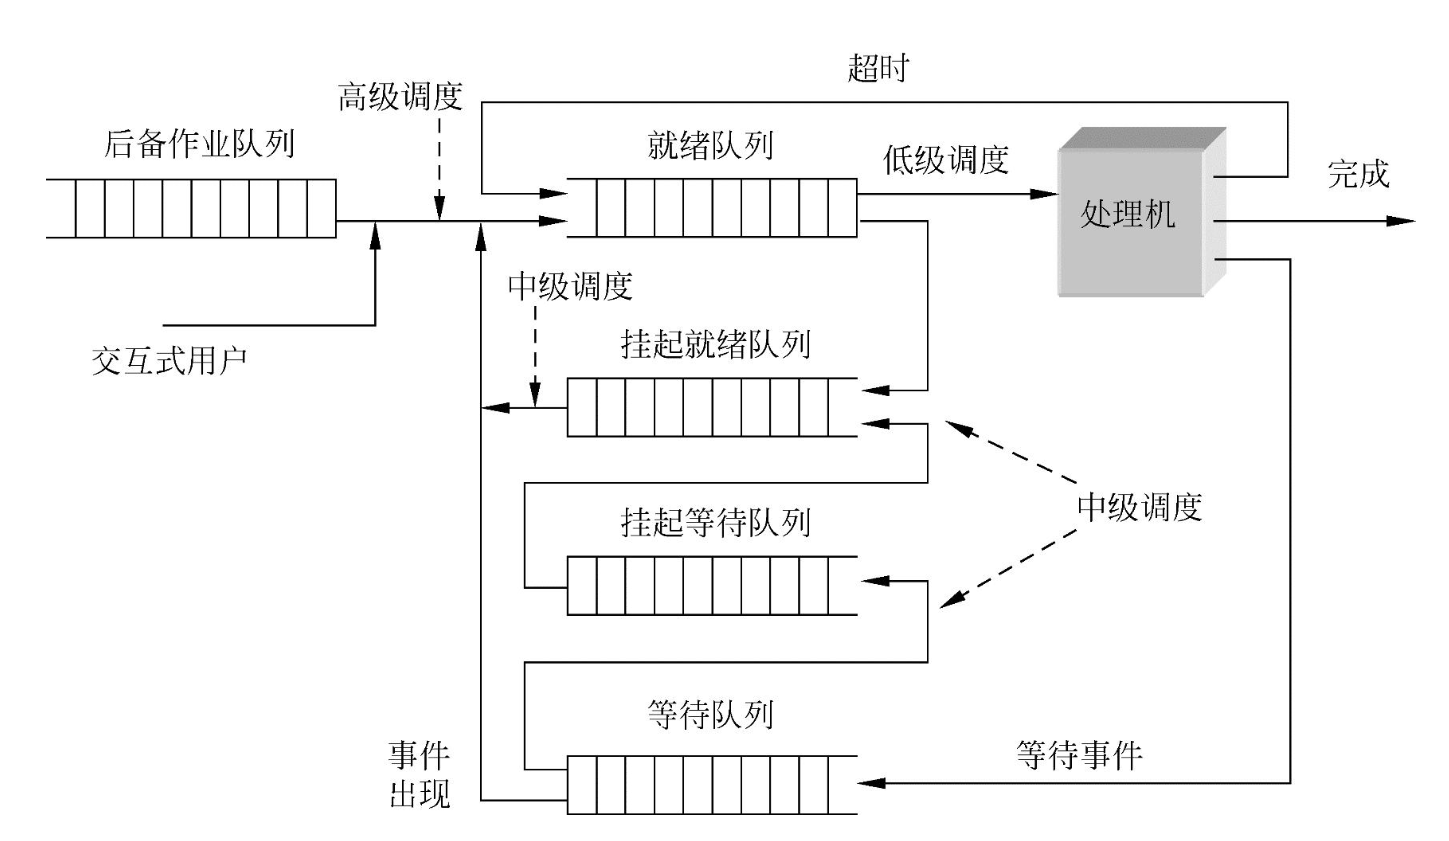 超时
高级调度
后备作业队列
就绪队列
低级调度
完成
处理机
中级调度
挂起就绪队列
交互式用户
中级调度
挂起等待队列
等待队列
事件
出现
等待事件